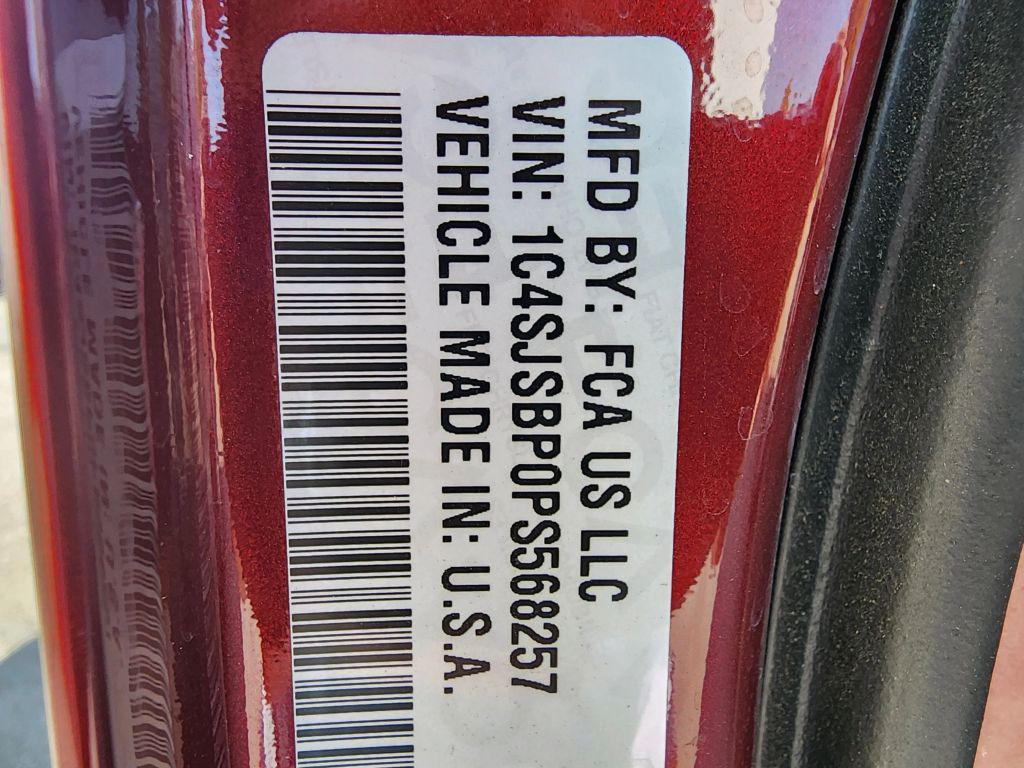 MFD BY: FCA US LLC
VIN: 1C4SJSBP0PS568257
VEHICLE MADE IN: U.S.A.